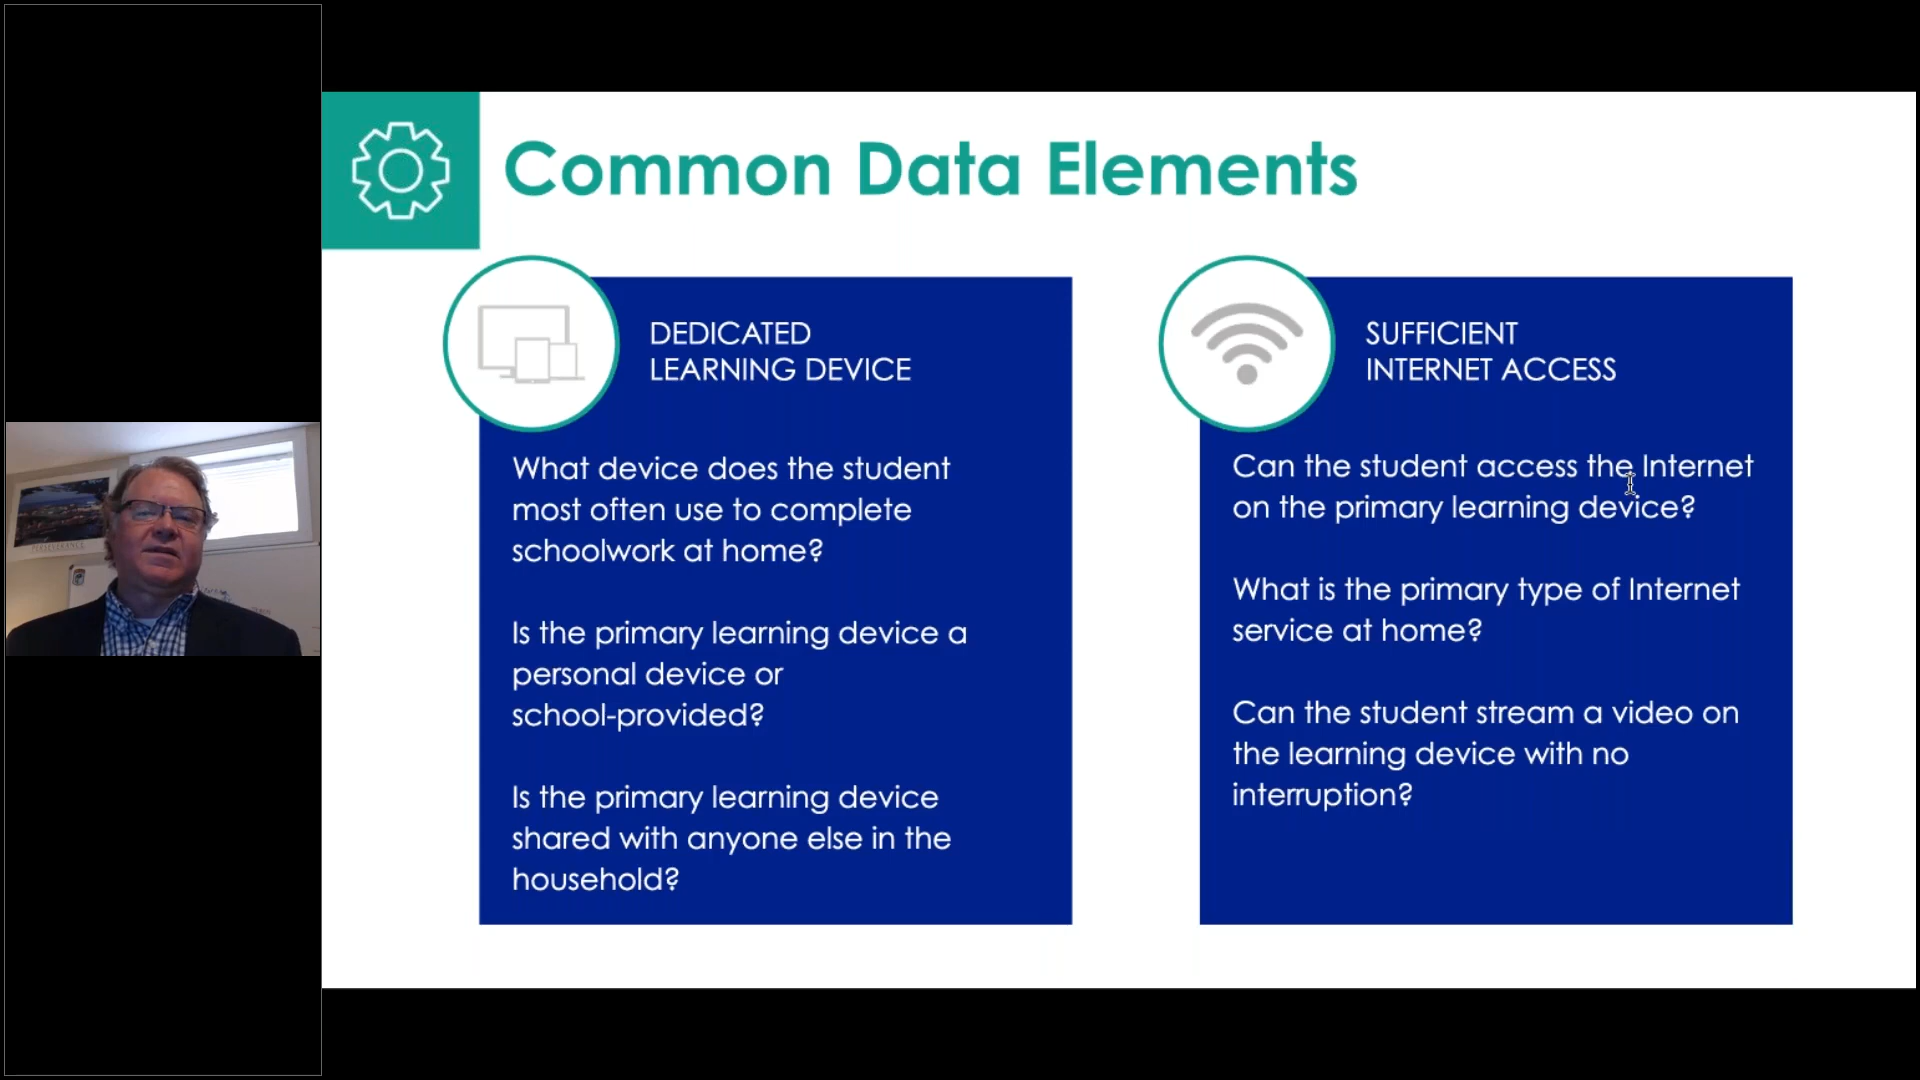 Common Data Elements
DEDICATED
LEARNING DEVICE
What device does the student
most often use to complete
schoolwork at home?
Is the primary learning device a
personal device or
school-provided?
Is the primary learning device
shared with anyone else in the
household?
SUFFICIENT
INTERNET ACCESS
Can the student access the Internet
on the primary learning device?
What is the primary type of Internet
service at home?
Can the student stream a video on
the learning device with no
interruption?
PERSEVERANCE